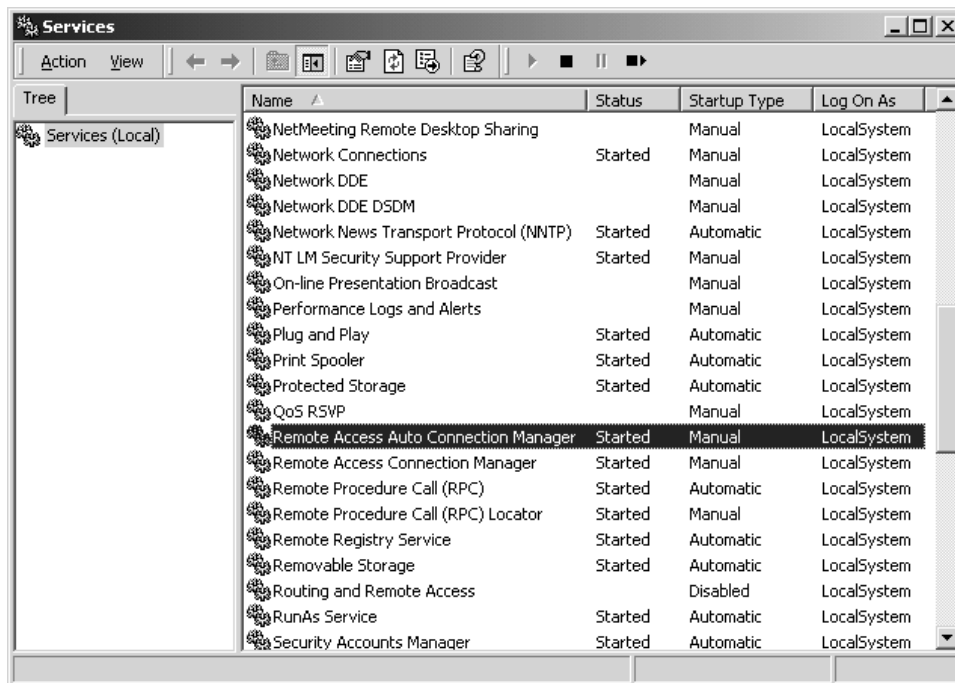 Services
Action View
Tree
Name Status Startup Type Log On As
Services (Local)
NetMeeting Remote Desktop Sharing Manual LocalSystem
Network Connections Started Manual LocalSystem
Network DDE Manual LocalSystem
Network DDE DSDM Manual LocalSystem
Network News Transport Protocol (NNTP) Started Automatic LocalSystem
NT LM Security Support Provider Started Manual LocalSystem
On-line Presentation Broadcast Manual LocalSystem
Performance Logs and Alerts Manual LocalSystem
Plug and Play Started Automatic LocalSystem
Print Spooler Started Automatic LocalSystem
Protected Storage Started Automatic LocalSystem
QoS RSVP Manual LocalSystem
Remote Access Auto Connection Manager Started Manual LocalSystem
Remote Access Connection Manager Started Manual LocalSystem
Remote Procedure Call (RPC) Started Automatic LocalSystem
Remote Procedure Call (RPC) Locator Started Manual LocalSystem
Remote Registry Service Started Automatic LocalSystem
Removable Storage Started Automatic LocalSystem
Routing and Remote Access Disabled LocalSystem
RunAs Service Started Automatic LocalSystem
Security Accounts Manager Started Automatic LocalSystem